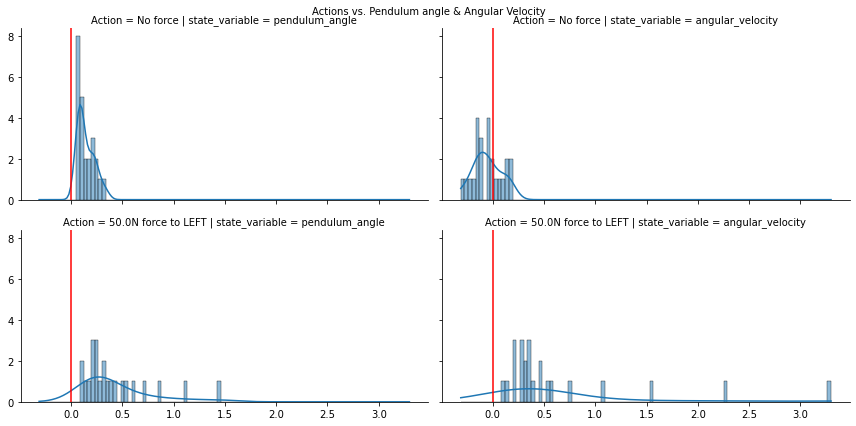 Actions vs. Pendulum angle & Angular Velocity
Action = No force | state_variable = pendulum_angle
Action = No force | state_variable = angular_velocity
8
6
4
2
0
Action = 50.0N force to LEFT | state_variable = pendulum_angle
Action = 50.0N force to LEFT | state_variable = angular_velocity
8
6
4
2
0
0.0 0.5 1.0 1.5 2.0 2.5 3.0
0.0 0.5 1.0 1.5 2.0 2.5 3.0